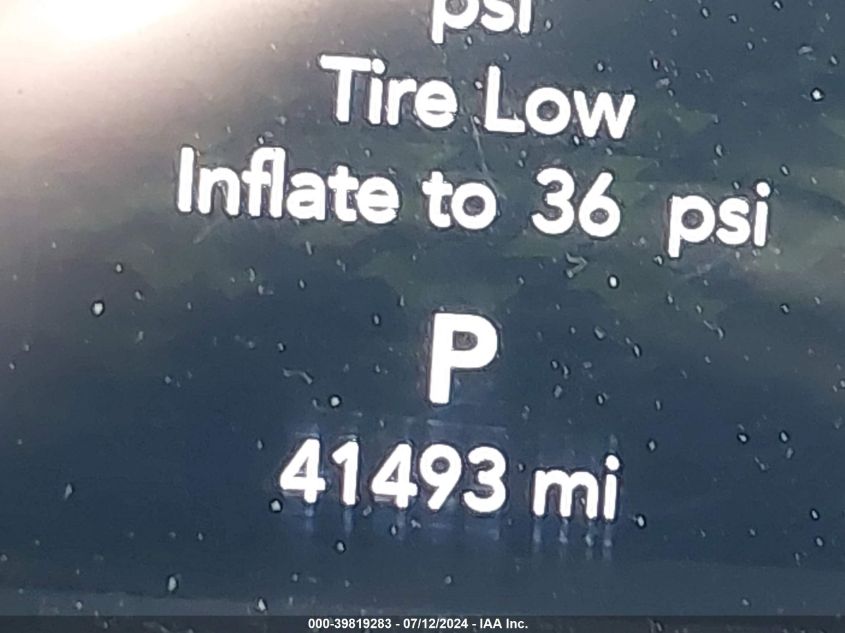 psi
Tire Low
Inflate to 36 psi
P
41493 mi
000-39819283 - 07/12/2024 - IAA Inc.